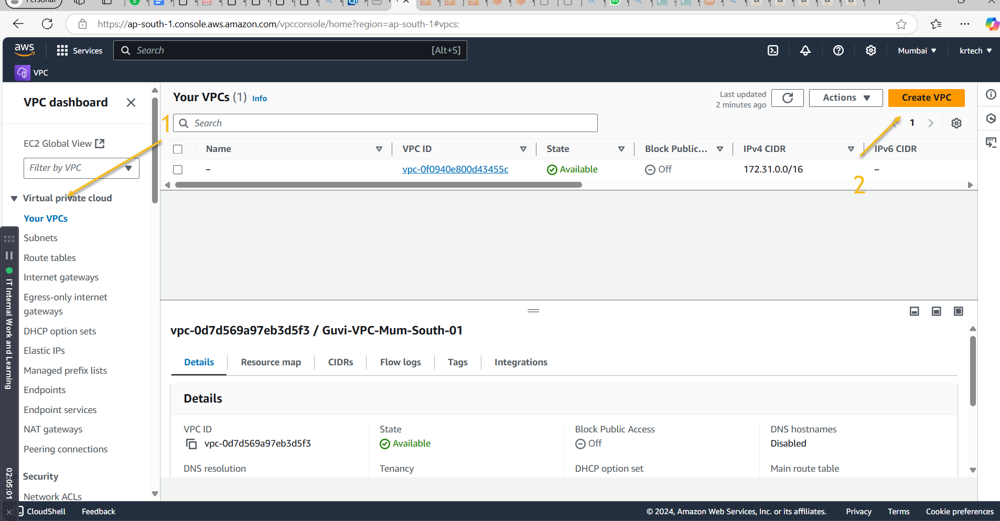 Personal
https://ap-south-1.console.aws.amazon.com/vpcconsole/home?region=ap-south-1#vpcs:
aws
Services
Search
[Alt+S]
Mumbai
krtech
VPC
VPC dashboard
EC2 Global View
Filter by VPC
Virtual private cloud
Your VPCs
Subnets
Route tables
Internet gateways
Egress-only internet
gateways
DHCP option sets
Elastic IPs
Managed prefix lists
Endpoints
Endpoint services
NAT gateways
Peering connections
Security
Network ACLs
IT Internal Work and Learning
02:05:01
1
Your VPCs (1) Info
Last updated
2 minutes ago
Actions
Create VPC
Search
1
Name
VPC ID
State
Block Public...
IPv4 CIDR
IPv6 CIDR
–
vpc-0f0940e800d43455c
Available
Off
172.31.0.0/16
–
2
vpc-0d7d569a97eb3d5f3 / Guvi-VPC-Mum-South-01
Details
Resource map
CIDRs
Flow logs
Tags
Integrations
Details
VPC ID
vpc-0d7d569a97eb3d5f3
State
Available
Block Public Access
Off
DNS hostnames
Disabled
DNS resolution
Tenancy
DHCP option set
Main route table
CloudShell
Feedback
© 2024, Amazon Web Services, Inc. or its affiliates.
Privacy
Terms
Cookie preferences